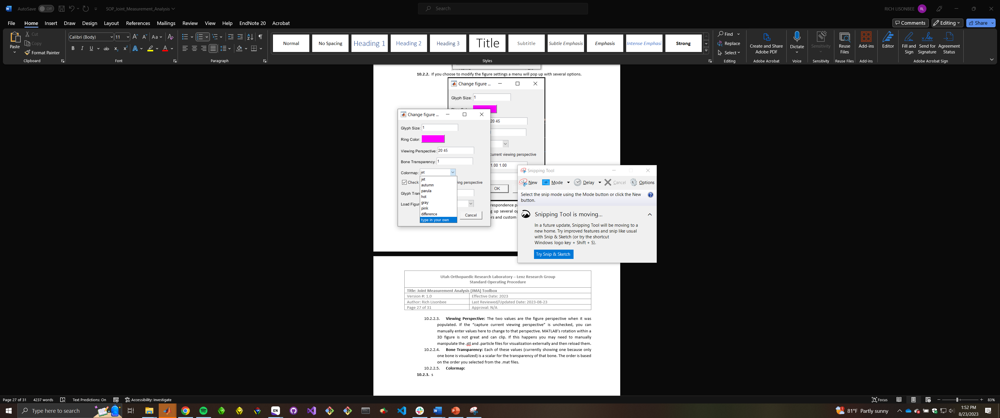 AutoSave Off SOP_Joint_Measurement_Analysis Search RICH LISONBEE RL
File Home Insert Draw Design Layout References Mailings Review View Help EndNote 20 Acrobat Comments Editing Share
Paste
Cut
Copy
Format Painter
Clipboard
Calibri (Body) 11
Font
Paragraph
Normal No Spacing Heading 1 Heading 2 Heading 3 Title Subtitle Subtle Emphasis Emphasis Intense Emphasi Strong
Styles
Find
Replace
Select
Editing
Create and Share
Adobe PDF
Adobe Acrobat
Dictate
Voice
Sensitivity
Sensitivity
Reuse
Files
Reuse Files
Add-ins
Add-ins
Editor
Fill and
Sign
Send for
Signature
Agreement
Status
Adobe Acrobat Sign
10.2.2. If you choose to modify the figure settings a menu will pop up with several options.
Change figure ...
Glyph Size: 1
20 45
current viewing perspective
1.00 1.00
OK
Change figure ...
Glyph Size: 1
Ring Color:
Viewing Perspective: 20 45
Bone Transparency: 1
Colormap: jet
jet
autumn
parula
hot
gray
pink
difference
type in your own
Check
ing perspective
Glyph Tran
Load Figur
Cancel
respondence pa
g up several op
rs and custom
Snipping Tool
New Mode Delay Cancel Options
Select the snip mode using the Mode button or click the New
button.
Snipping Tool is moving...
In a future update, Snipping Tool will be moving to a
new home. Try improved features and snip like usual
with Snip & Sketch (or try the shortcut
Windows logo key + Shift + S).
Try Snip & Sketch
Utah Orthopaedic Research Laboratory – Lenz Research Group
Standard Operating Procedure
Title: Joint Measurement Analysis (JMA) Toolbox
Version #: 1.0 Effective Date: 2023
Author: Rich Lisonbee Last Reviewed/Updated Date: 2023-08-23
Page 27 of 31 Approval: N/A
10.2.2.3. Viewing Perspective: The two values are the figure perspective when it was
populated. If the “capture current viewing perspective” is unchecked, you can
manually enter values here to change to that perspective. MATLAB’s rotation within a
3D figure is not great and can clip. If this happens you may need to manually
manipulate the .stl and .particle files for visualization externally and then reload them.
10.2.2.4. Bone Transparency: Each of these values (currently showing one because only
one bone is visualized) is a scalar for the transparency of that bone. The order is based
on the order you selected from the .mat files.
10.2.2.5. Colormap:
10.2.3. s
Page 27 of 31 4237 words Text Predictions: On Accessibility: Investigate Focus 83%
Type here to search EN 81°F Partly sunny 1:52 PM
8/23/2023